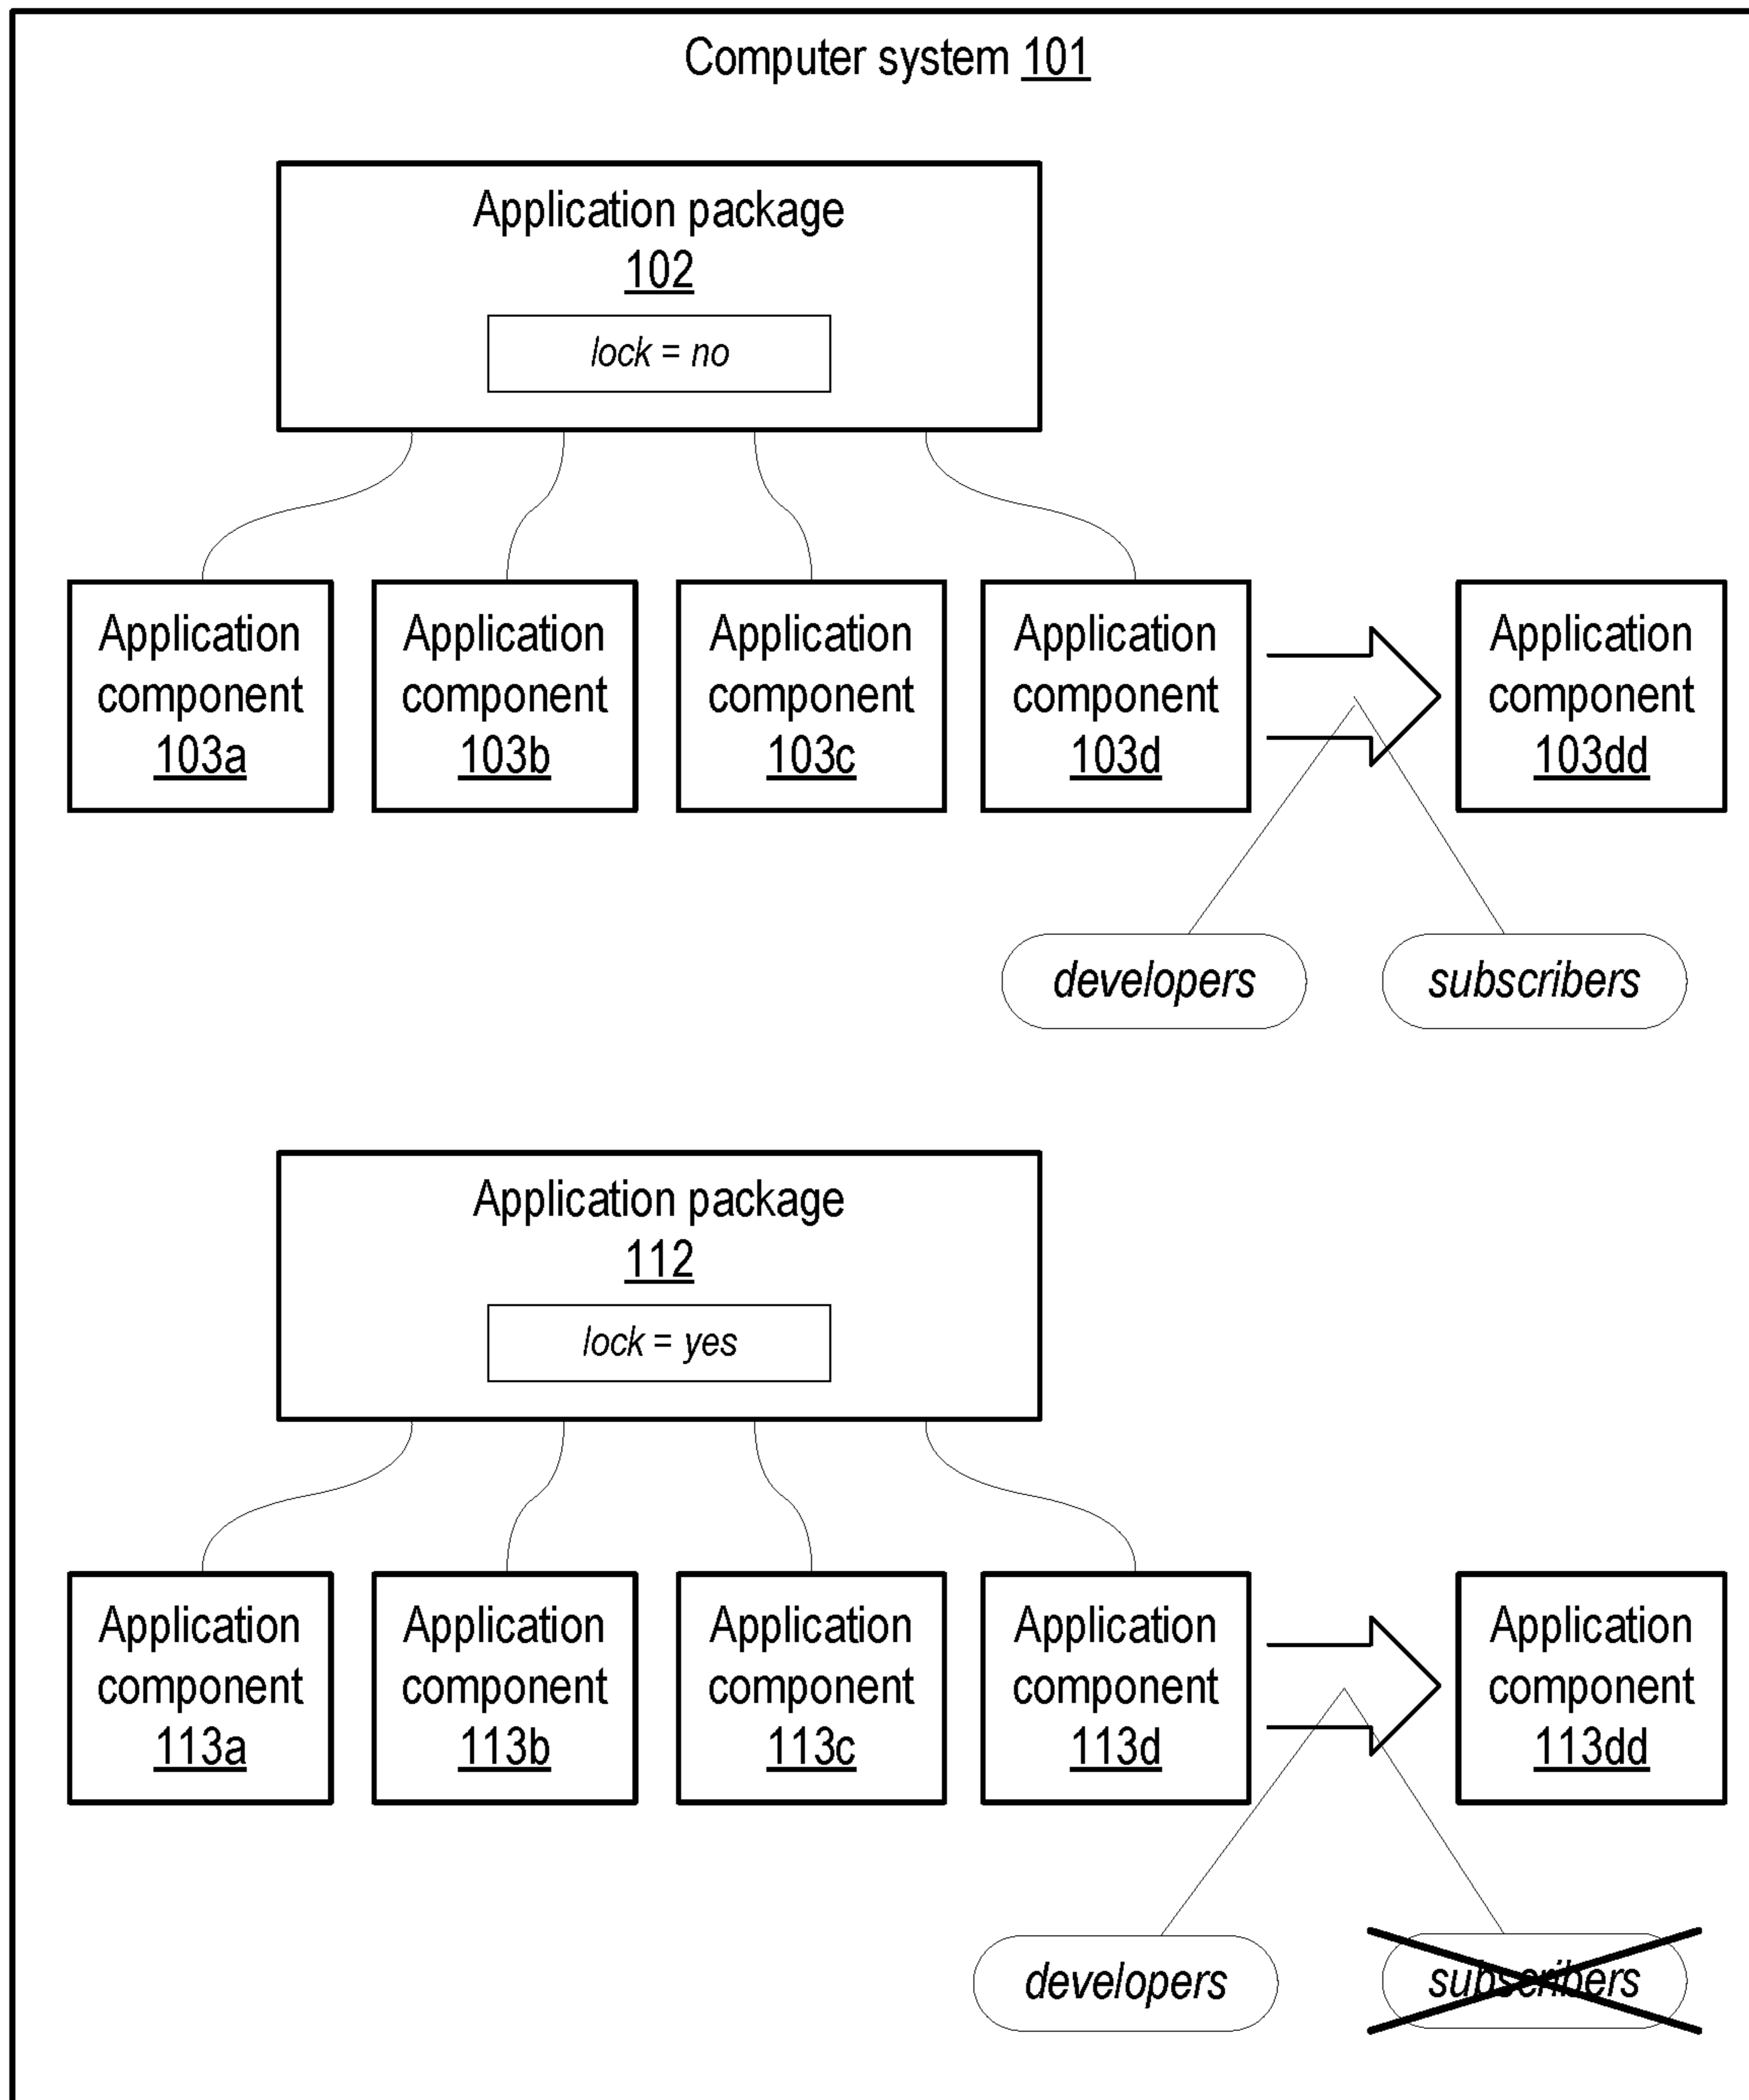 Computer system 101
Application package
102
lock = no
Application
component
103a
Application
component
103b
Application
component
103c
Application
component
103d
Application
component
103dd
developers
subscribers
Application package
112
lock = yes
Application
component
113a
Application
component
113b
Application
component
113c
Application
component
113d
Application
component
113dd
developers
subscribers